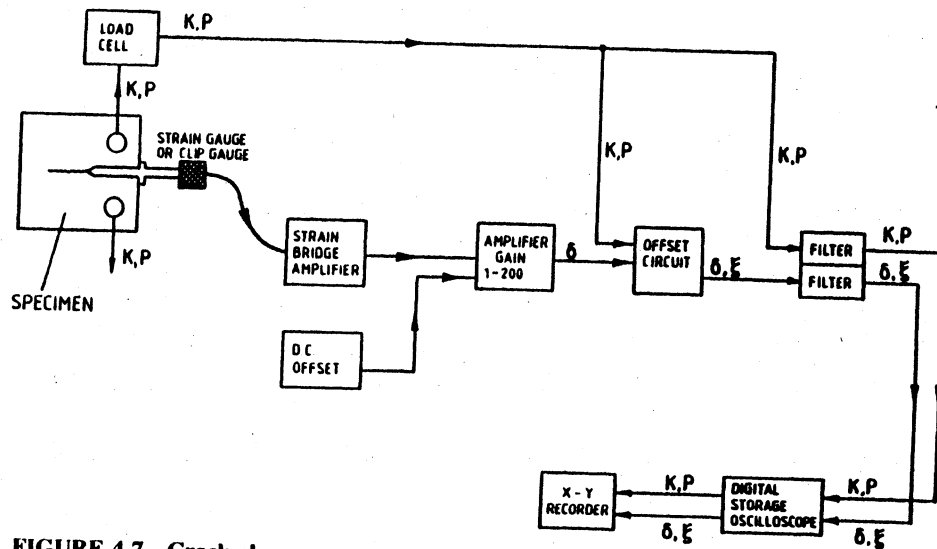 LOAD
CELL
K,P
K,P
STRAIN GAUGE
OR CLIP GAUGE
K,P
K,P
K,P
SPECIMEN
STRAIN
BRIDGE
AMPLIFIER
AMPLIFIER
GAIN
1-200
δ
OFFSET
CIRCUIT
δ,ξ
FILTER
K,P
FILTER
δ,ξ
D C
OFFSET
X-Y
RECORDER
K,P
δ,ξ
DIGITAL
STORAGE
OSCILLOSCOPE
K,P
δ,ξ
FIGURE 4.7